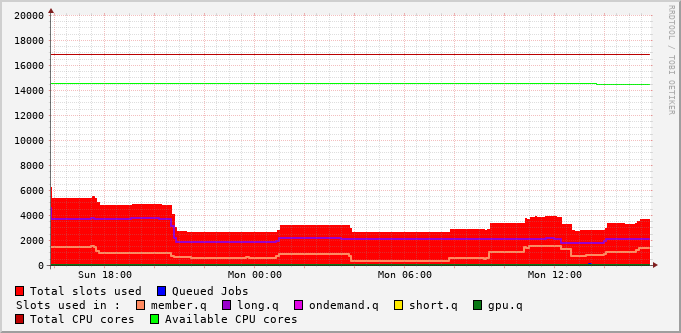 20000
18000
16000
14000
12000
10000
8000
6000
4000
2000
0
Sun 18:00 Mon 00:00 Mon 06:00 Mon 12:00
Total slots used Queued Jobs
Slots used in : member.q long.q ondemand.q short.q gpu.q
Total CPU cores Available CPU cores
RRDTOOL / TOBI OETIKER